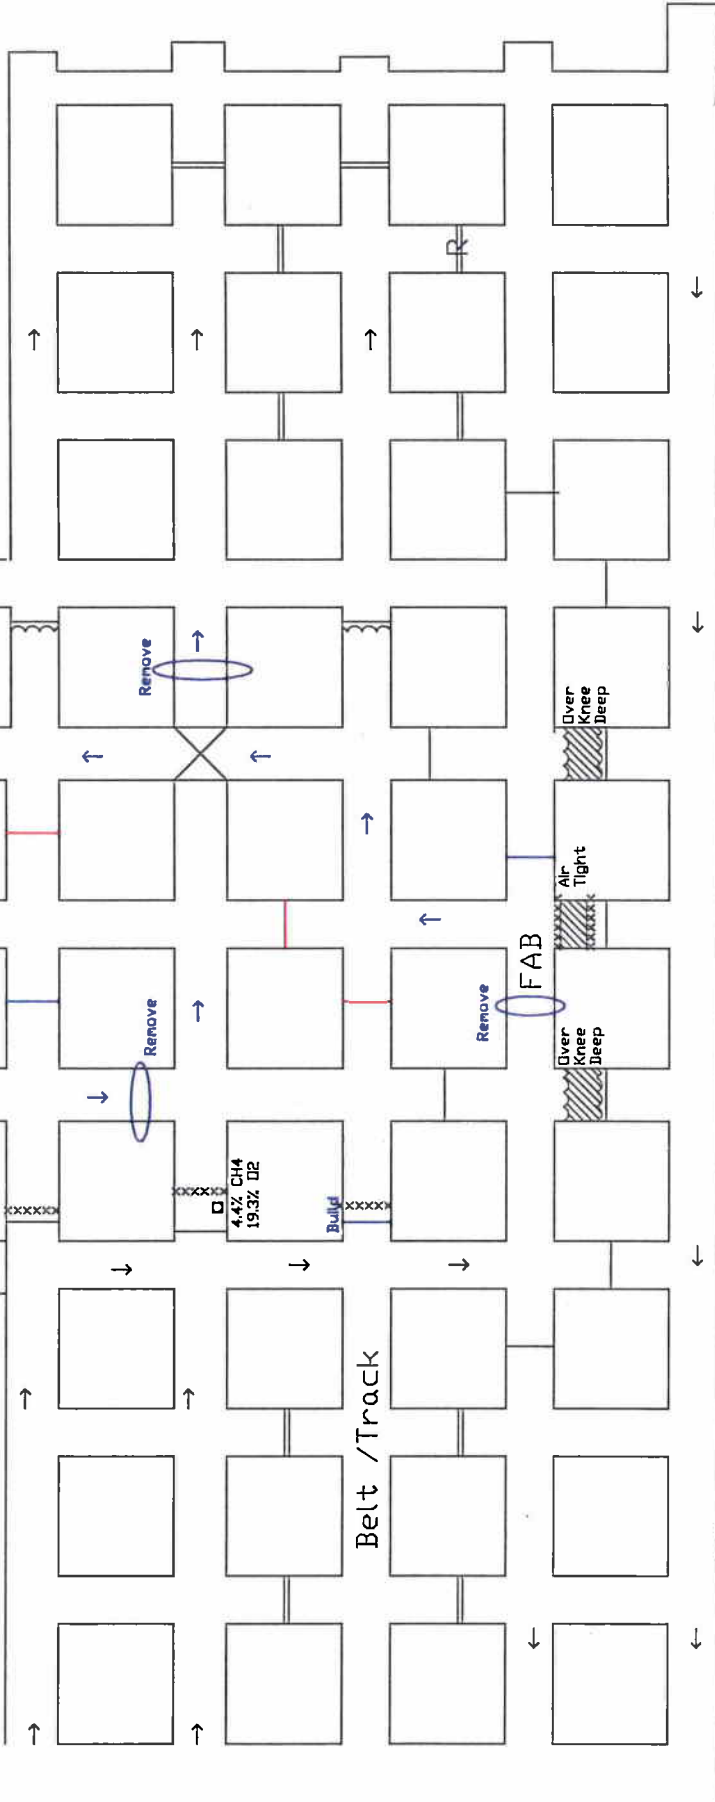 R
Remove
Over
Knee
Deep
Air
Tight
FAB
Remove
Remove
Over
Knee
Deep
4.4% CH4
19.3% O2
Build
Belt /Track